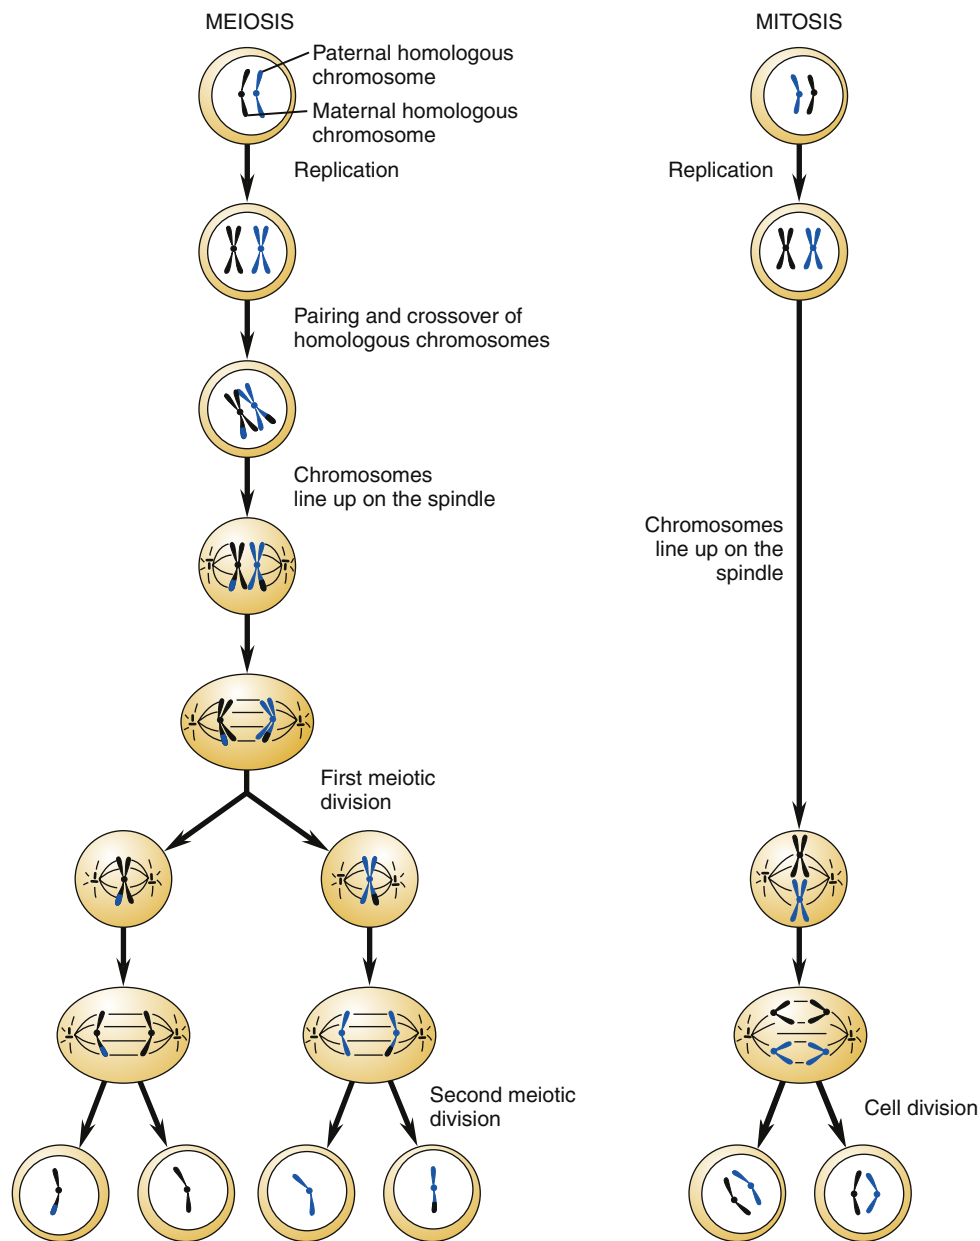 MEIOSIS
Paternal homologous
chromosome
Maternal homologous
chromosome
Replication
Pairing and crossover of
homologous chromosomes
Chromosomes
line up on the spindle
First meiotic
division
Second meiotic
division
MITOSIS
Replication
Chromosomes
line up on the
spindle
Cell division